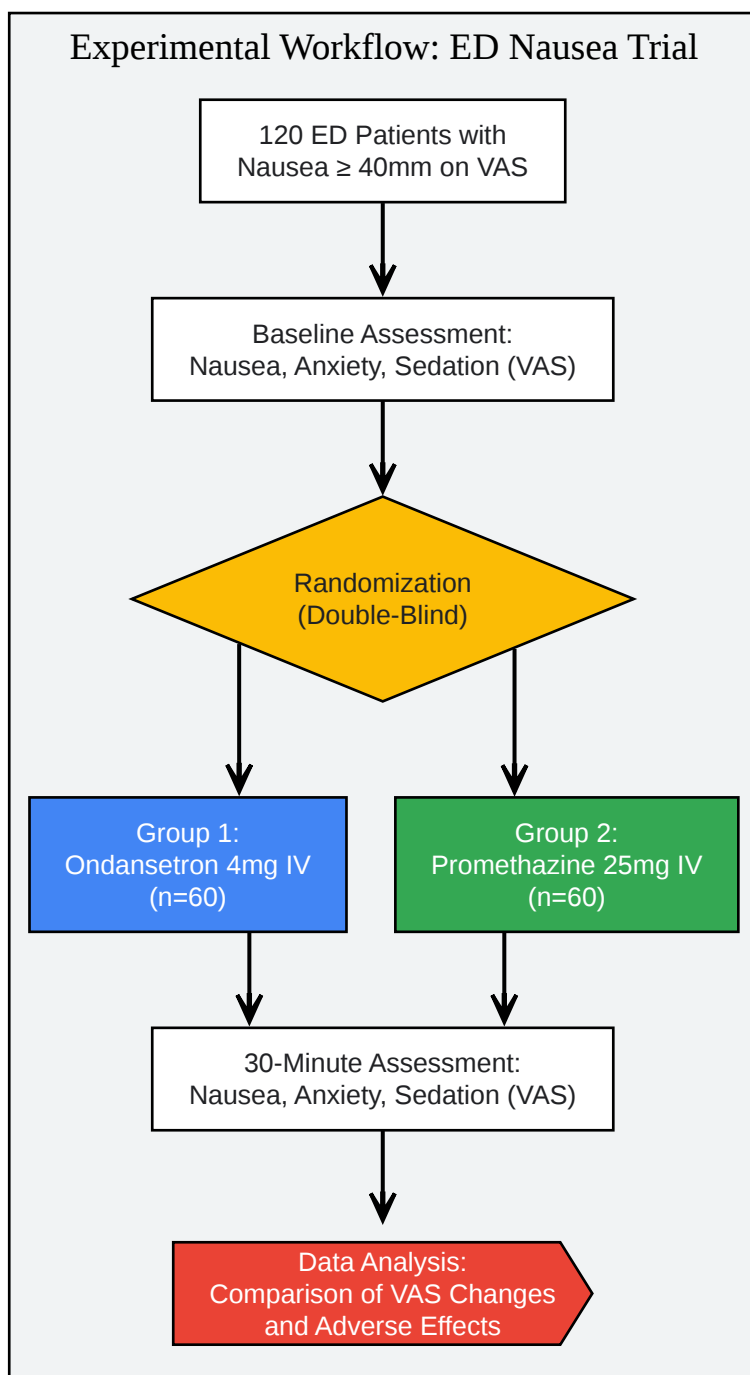 Experimental Workflow: ED Nausea Trial
120 ED Patients with
Nausea ≥ 40mm on VAS
Baseline Assessment:
Nausea, Anxiety, Sedation (VAS)
Randomization
(Double-Blind)
Group 1:
Ondansetron 4mg IV
(n=60)
Group 2:
Promethazine 25mg IV
(n=60)
30-Minute Assessment:
Nausea, Anxiety, Sedation (VAS)
Data Analysis:
Comparison of VAS Changes
and Adverse Effects